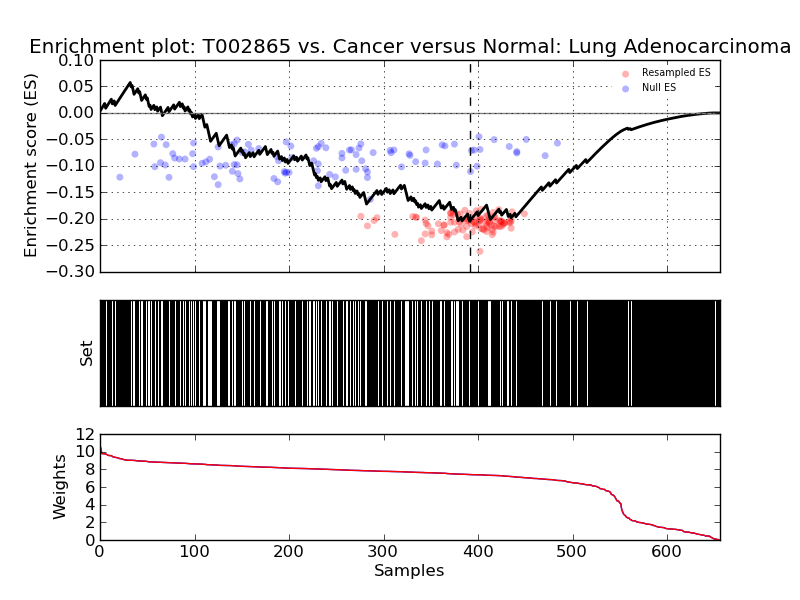 Enrichment plot: T002865 vs. Cancer versus Normal: Lung Adenocarcinoma
0.10
0.05
0.00
−0.05
−0.10
−0.15
−0.20
−0.25
−0.30
Enrichment score (ES)
Resampled ES
Null ES
Set
12
10
8
6
4
2
0
Weights
0 100 200 300 400 500 600
Samples